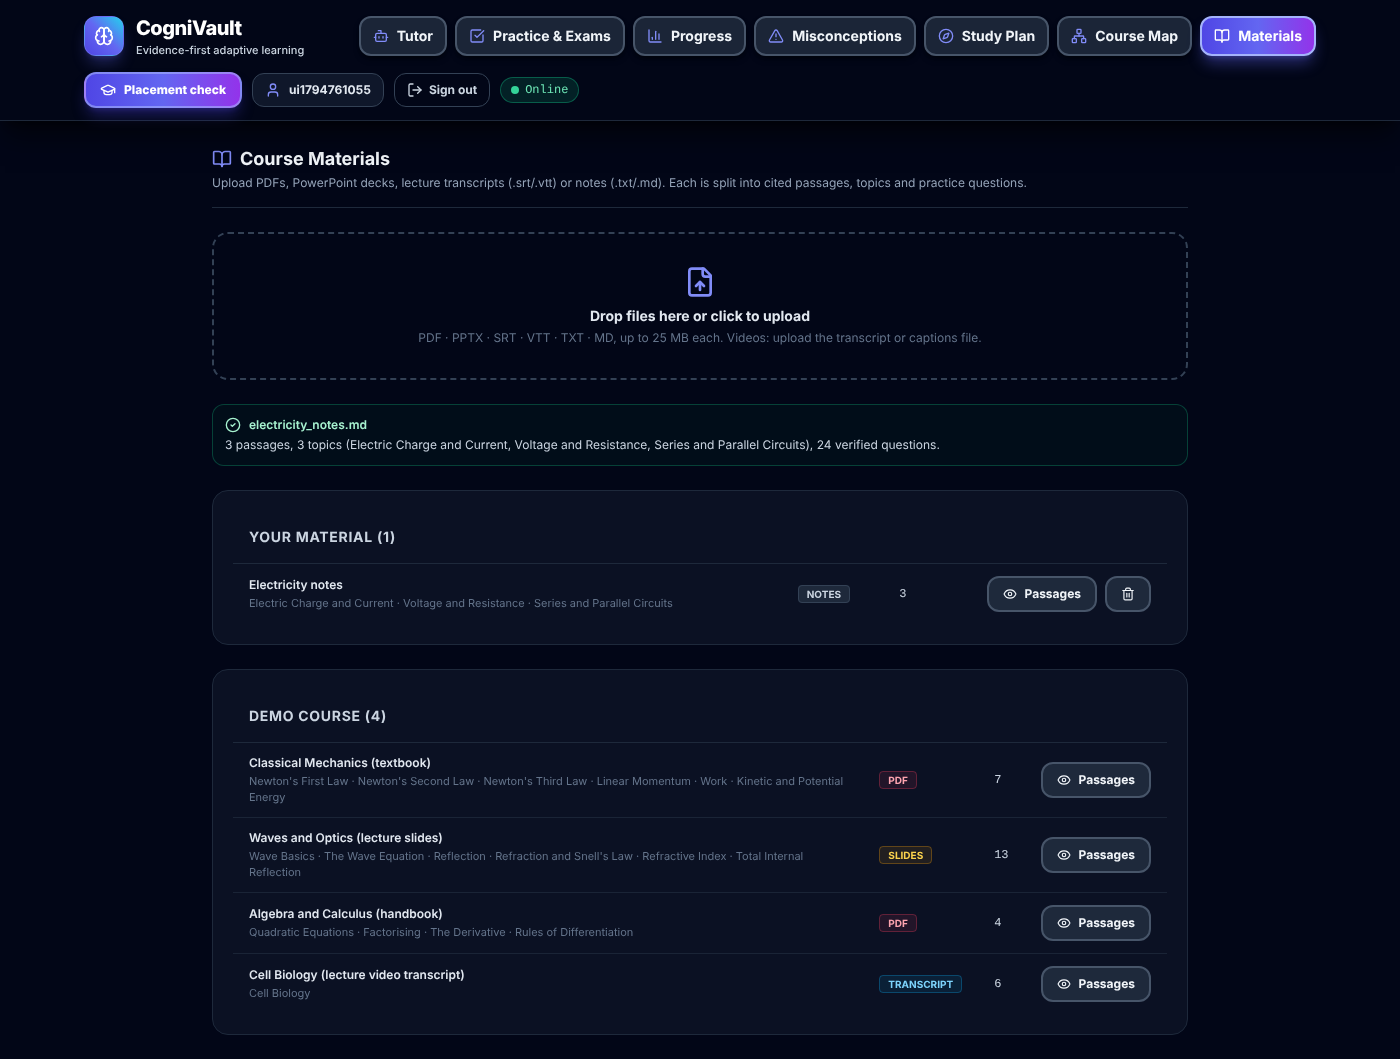 CogniVault
Evidence-first adaptive learning
Tutor
Practice & Exams
Progress
Misconceptions
Study Plan
Course Map
Materials
Placement check
ui1794761055
Sign out
Online
Course Materials
Upload PDFs, PowerPoint decks, lecture transcripts (.srt/.vtt) or notes (.txt/.md). Each is split into cited passages, topics and practice questions.
Drop files here or click to upload
PDF · PPTX · SRT · VTT · TXT · MD, up to 25 MB each. Videos: upload the transcript or captions file.
electricity_notes.md
3 passages, 3 topics (Electric Charge and Current, Voltage and Resistance, Series and Parallel Circuits), 24 verified questions.
YOUR MATERIAL (1)
Electricity notes
Electric Charge and Current · Voltage and Resistance · Series and Parallel Circuits
NOTES
3
Passages
DEMO COURSE (4)
Classical Mechanics (textbook)
Newton's First Law · Newton's Second Law · Newton's Third Law · Linear Momentum · Work · Kinetic and Potential
Energy
PDF
7
Passages
Waves and Optics (lecture slides)
Wave Basics · The Wave Equation · Reflection · Refraction and Snell's Law · Refractive Index · Total Internal
Reflection
SLIDES
13
Passages
Algebra and Calculus (handbook)
Quadratic Equations · Factorising · The Derivative · Rules of Differentiation
PDF
4
Passages
Cell Biology (lecture video transcript)
Cell Biology
TRANSCRIPT
6
Passages